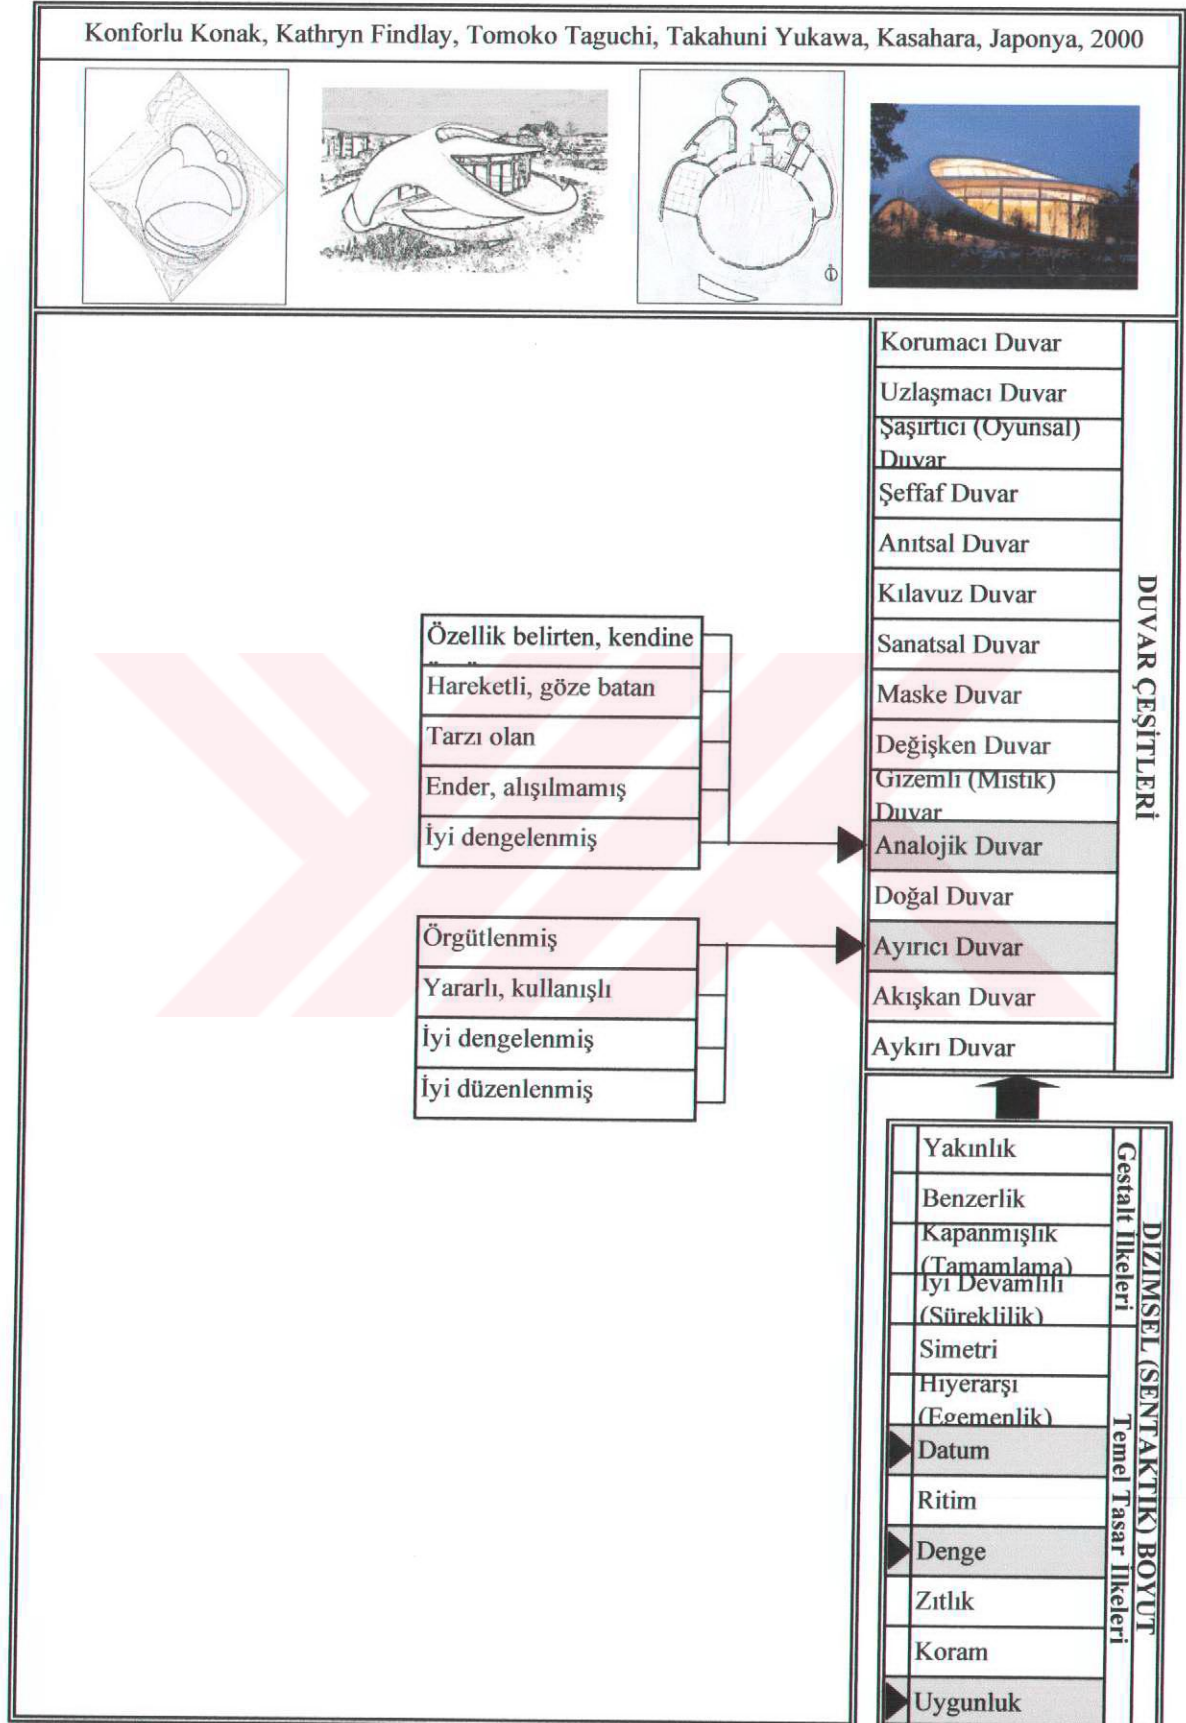 Konforlu Konak, Kathryn Findlay, Tomoko Taguchi, Takahuni Yukawa, Kasahara, Japonya, 2000
Korumacı Duvar
Uzlaşmacı Duvar
Şaşırtıcı (Oyunsal)
Duvar
Şeffaf Duvar
Anıtsal Duvar
Kılavuz Duvar
Sanatsal Duvar
Maske Duvar
Değişken Duvar
Gizemli (Mistik)
Duvar
Analojik Duvar
Doğal Duvar
Ayırıcı Duvar
Akışkan Duvar
Aykırı Duvar
DUVAR ÇEŞİTLERİ
Özellik belirten, kendine
Hareketli, göze batan
Tarzı olan
Ender, alışılmamış
İyi dengelenmiş
Örgütlenmiş
Yararlı, kullanışlı
İyi dengelenmiş
İyi düzenlenmiş
Yakınlık
Benzerlik
Kapanmışlık
(Tamamlama)
İyi Devamlılı
(Süreklilik)
Simetri
Hiyerarşi
(Egemenlik)
Datum
Ritim
Denge
Zıtlık
Koram
Uygunluk
Gestalt İlkeleri
Temel Tasar İlkeleri
DİZİMSEL (SENTAKTİK) BOYUT